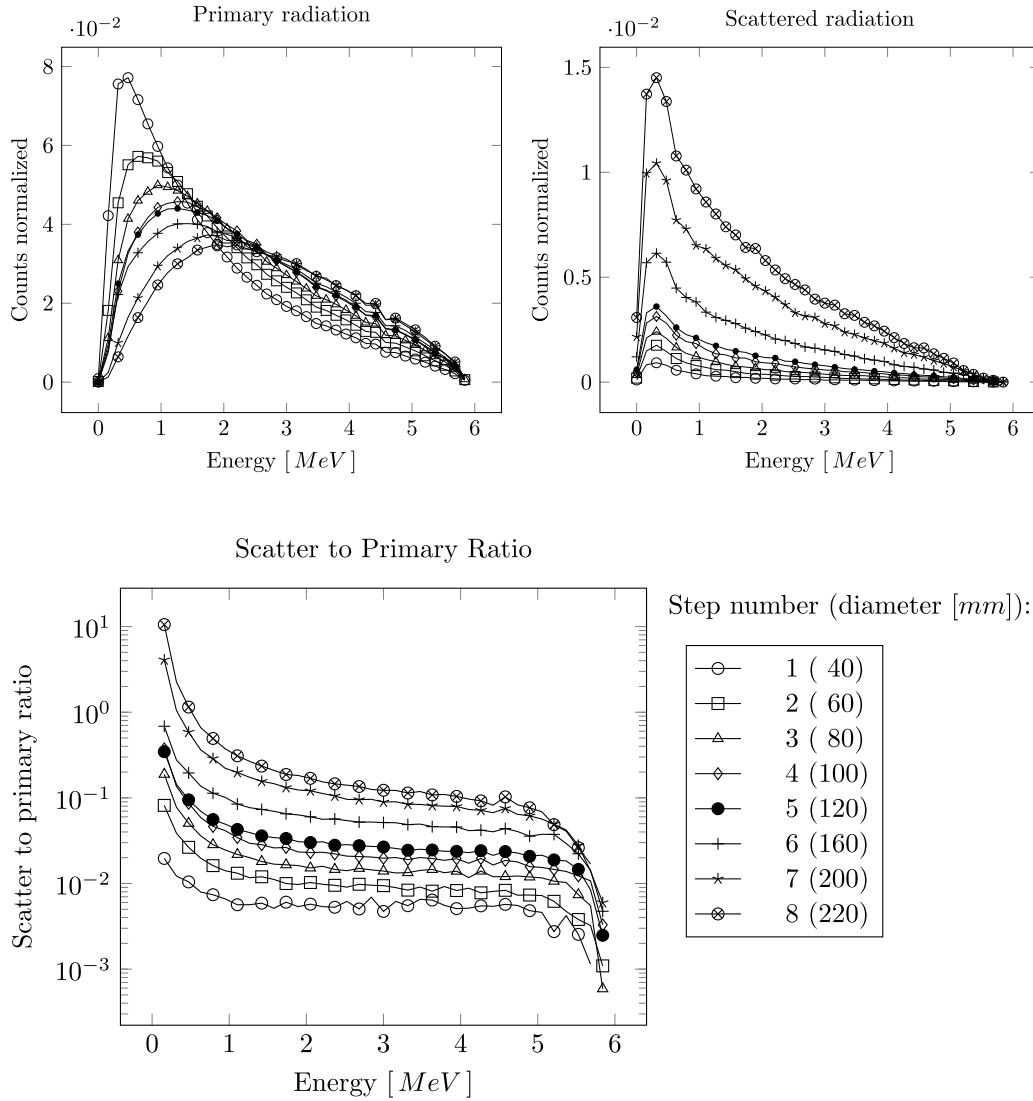 Primary radiation
·10⁻²
8
6
4
2
0
0 1 2 3 4 5 6
Counts normalized
Energy [MeV]
Scattered radiation
·10⁻²
1.5
1
0.5
0
0 1 2 3 4 5 6
Counts normalized
Energy [MeV]
Scatter to Primary Ratio
10¹
10⁰
10⁻¹
10⁻²
10⁻³
0 1 2 3 4 5 6
Scatter to primary ratio
Energy [MeV]
Step number (diameter [mm]):
1 ( 40)
2 ( 60)
3 ( 80)
4 (100)
5 (120)
6 (160)
7 (200)
8 (220)